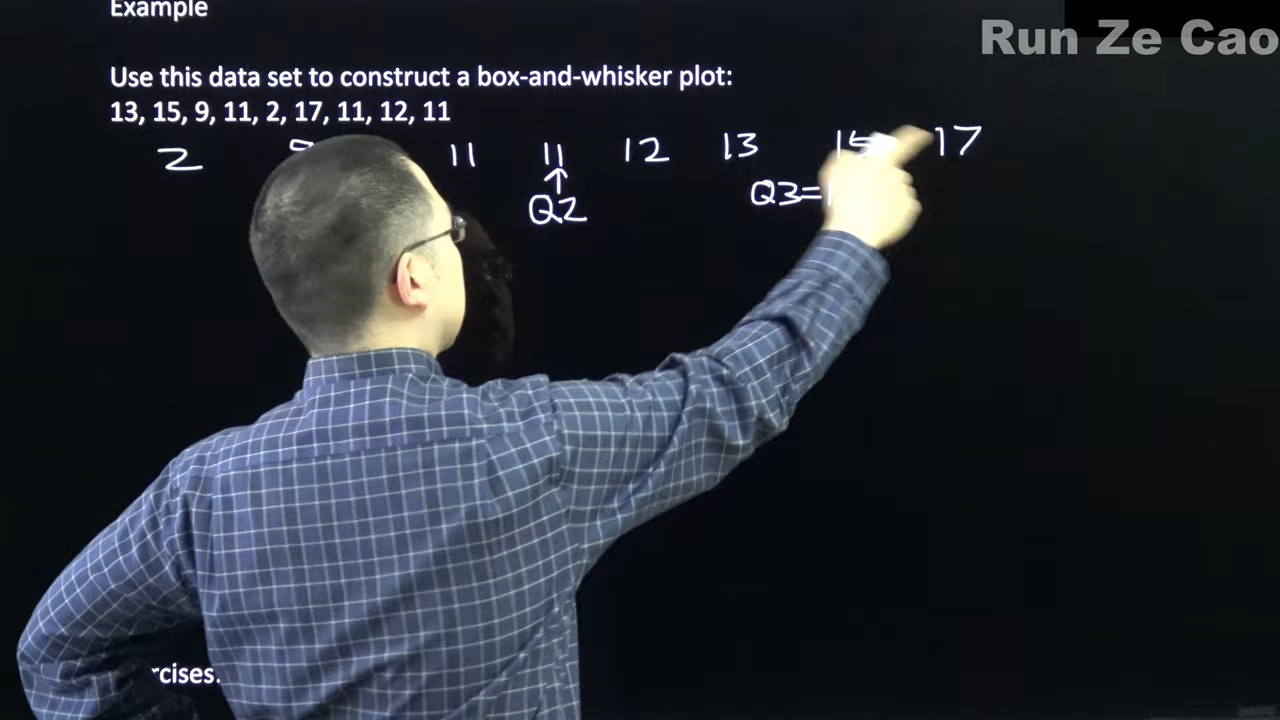 Example
Run Ze Cao
Use this data set to construct a box-and-whisker plot:
13, 15, 9, 11, 2, 17, 11, 12, 11
2 11 11 12 13 17
Q2 Q3=